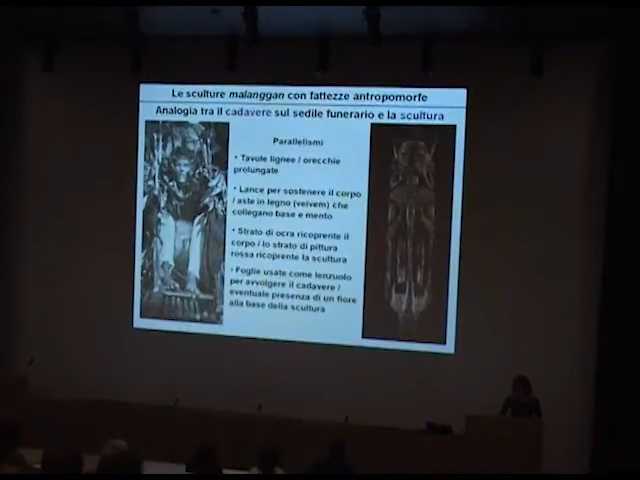 Le sculture malanggan con fattezze antropomorfe
Analogia tra il cadavere sul sedile funerario e la scultura
Parallelismi
• Tavole lignee / orecchie
prolungate
• Lance per sostenere il corpo
/ aste in legno (veivem) che
collegano base e mento
• Strato di ocra ricoprente il
corpo / lo strato di pittura
rossa ricoprente la scultura
• Foglie usate come lenzuolo
per avvolgere il cadavere /
eventuale presenza di un fiore
alla base della scultura